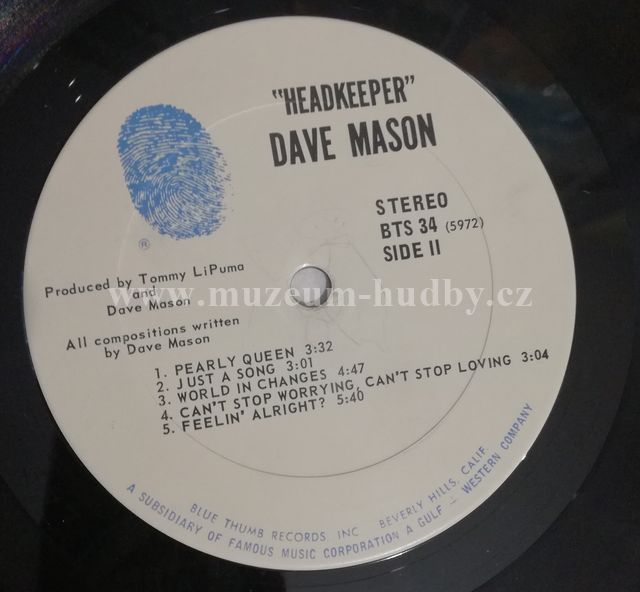 "HEADKEEPER"
DAVE MASON
STEREO
BTS 34 (5972)
SIDE II
®
Produced by Tommy LiPuma
and
Dave Mason
All compositions written
by Dave Mason
www.muzeum-hudby.cz
1. PEARLY QUEEN 3:32
2. JUST A SONG 3:01
3. WORLD IN CHANGES 4:47
4. CAN'T STOP WORRYING, CAN'T STOP LOVING 3:04
5. FEELIN' ALRIGHT? 5:40
BLUE THUMB RECORDS, INC BEVERLY HILLS, CALIF.
A SUBSIDIARY OF FAMOUS MUSIC CORPORATION A GULF - WESTERN COMPANY